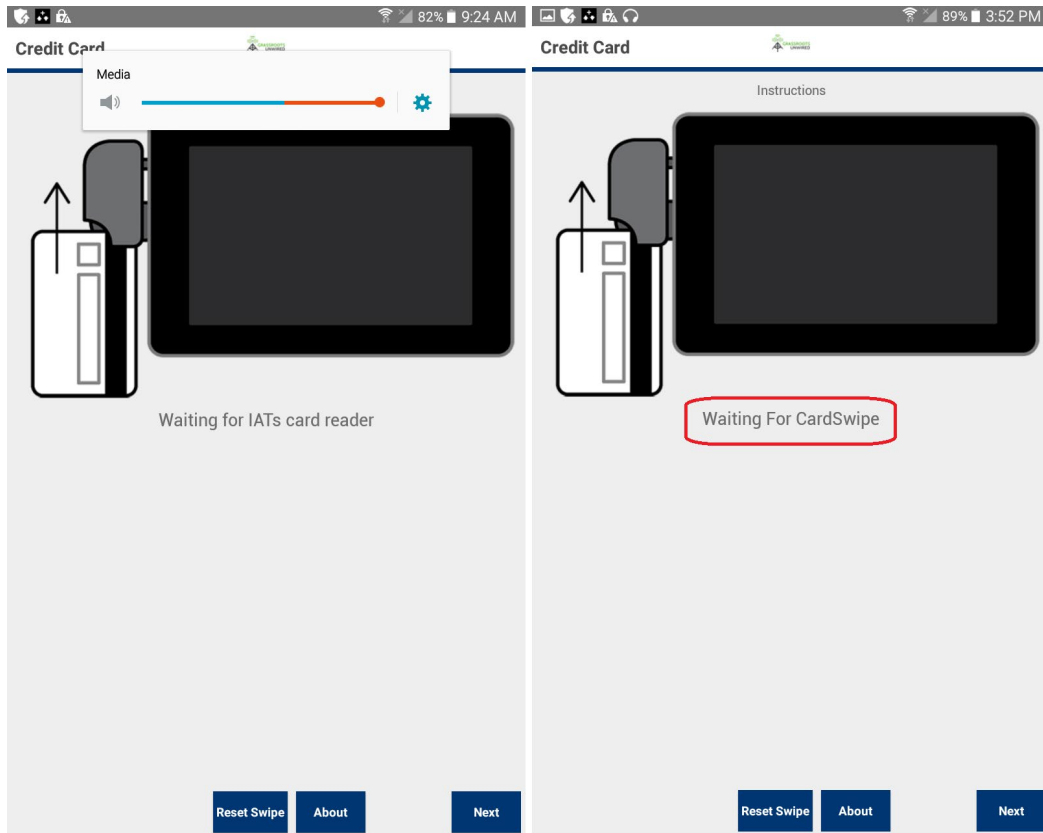 82% 9:24 AM
Credit Card
Media
Waiting for IATs card reader
Reset Swipe
About
Next
89% 3:52 PM
Credit Card
Instructions
Waiting For CardSwipe
Reset Swipe
About
Next